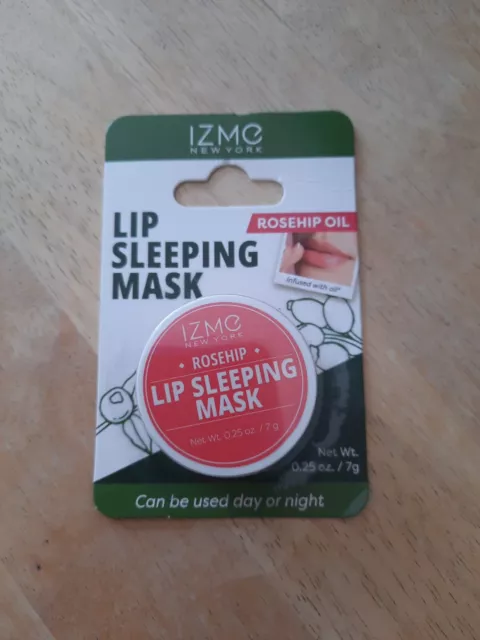 IZMe
NEW YORK
LIP
SLEEPING
MASK
ROSEHIP OIL
Infused with oil*
IZMe
NEW YORK
• ROSEHIP •
LIP SLEEPING
MASK
Net Wt. 0.25 oz. / 7 g
Net Wt.
0.25 oz. / 7g
Can be used day or night